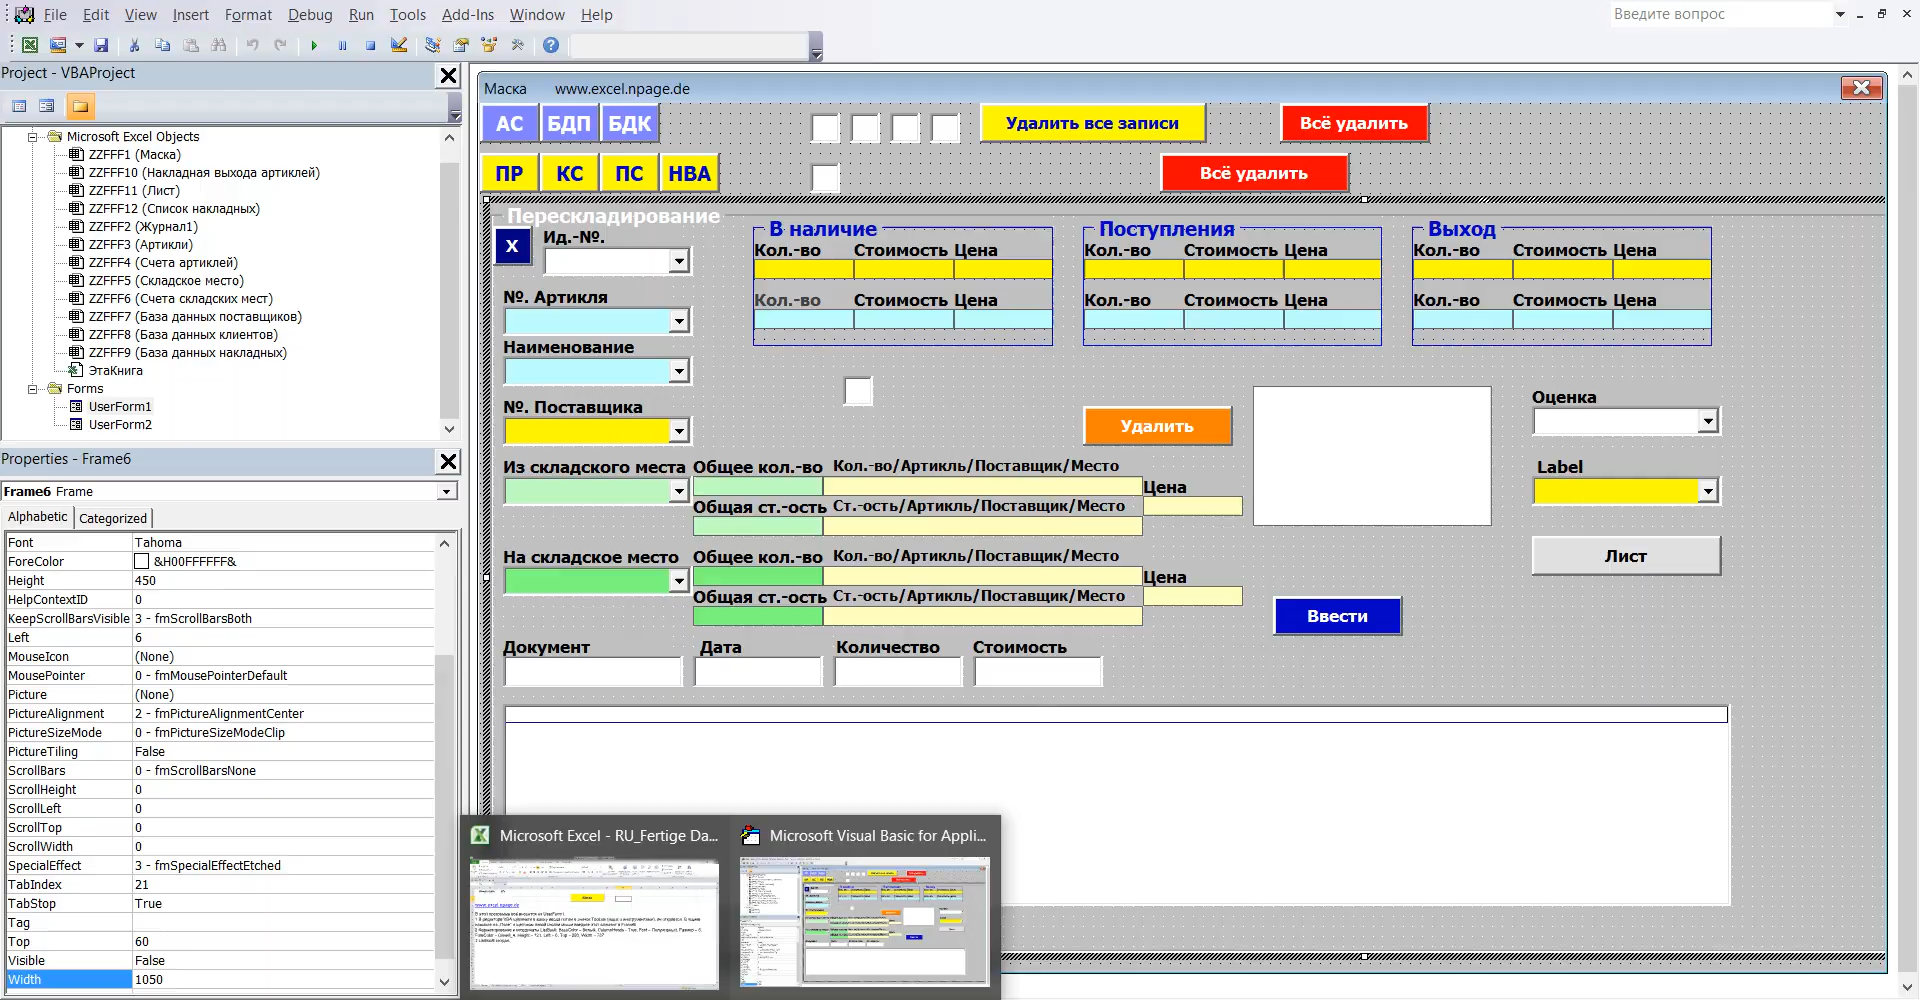 File Edit View Insert Format Debug Run Tools Add-Ins Window Help Введите вопрос
Project - VBAProject
Microsoft Excel Objects
ZZFFF1 (Маска)
ZZFFF10 (Накладная выхода артиклей)
ZZFFF11 (Лист)
ZZFFF12 (Список накладных)
ZZFFF2 (Журнал1)
ZZFFF3 (Артикли)
ZZFFF4 (Счета артиклей)
ZZFFF5 (Складское место)
ZZFFF6 (Счета складских мест)
ZZFFF7 (База данных поставщиков)
ZZFFF8 (База данных клиентов)
ZZFFF9 (База данных накладных)
ЭтаКнига
Forms
UserForm1
UserForm2
Properties - Frame6
Frame6 Frame
Alphabetic Categorized
Font Tahoma
ForeColor &H00FFFFFF&
Height 450
HelpContextID 0
KeepScrollBarsVisible 3 - fmScrollBarsBoth
Left 6
MouseIcon (None)
MousePointer 0 - fmMousePointerDefault
Picture (None)
PictureAlignment 2 - fmPictureAlignmentCenter
PictureSizeMode 0 - fmPictureSizeModeClip
PictureTiling False
ScrollBars 0 - fmScrollBarsNone
ScrollHeight 0
ScrollLeft 0
ScrollTop 0
ScrollWidth 0
SpecialEffect 3 - fmSpecialEffectEtched
TabIndex 21
TabStop True
Tag
Top 60
Visible False
Width 1050
Маска www.excel.npage.de
АС БДП БДК Удалить все записи Всё удалить
ПР КС ПС НВА Всё удалить
Перескладирование
X Ид.-№.
В наличие Поступления Выход
Кол.-во Стоимость Цена Кол.-во Стоимость Цена Кол.-во Стоимость Цена
№. Артикля Кол.-во Стоимость Цена Кол.-во Стоимость Цена Кол.-во Стоимость Цена
Наименование
№. Поставщика Удалить Оценка
Из складского места Общее кол.-во Кол.-во/Артикль/Поставщик/Место Label
Цена
Общая ст.-ость Ст.-ость/Артикль/Поставщик/Место
На складское место Общее кол.-во Кол.-во/Артикль/Поставщик/Место Лист
Цена
Общая ст.-ость Ст.-ость/Артикль/Поставщик/Место
Ввести
Документ Дата Количество Стоимость
Microsoft Excel - RU_Fertige Da... Microsoft Visual Basic for Appli...